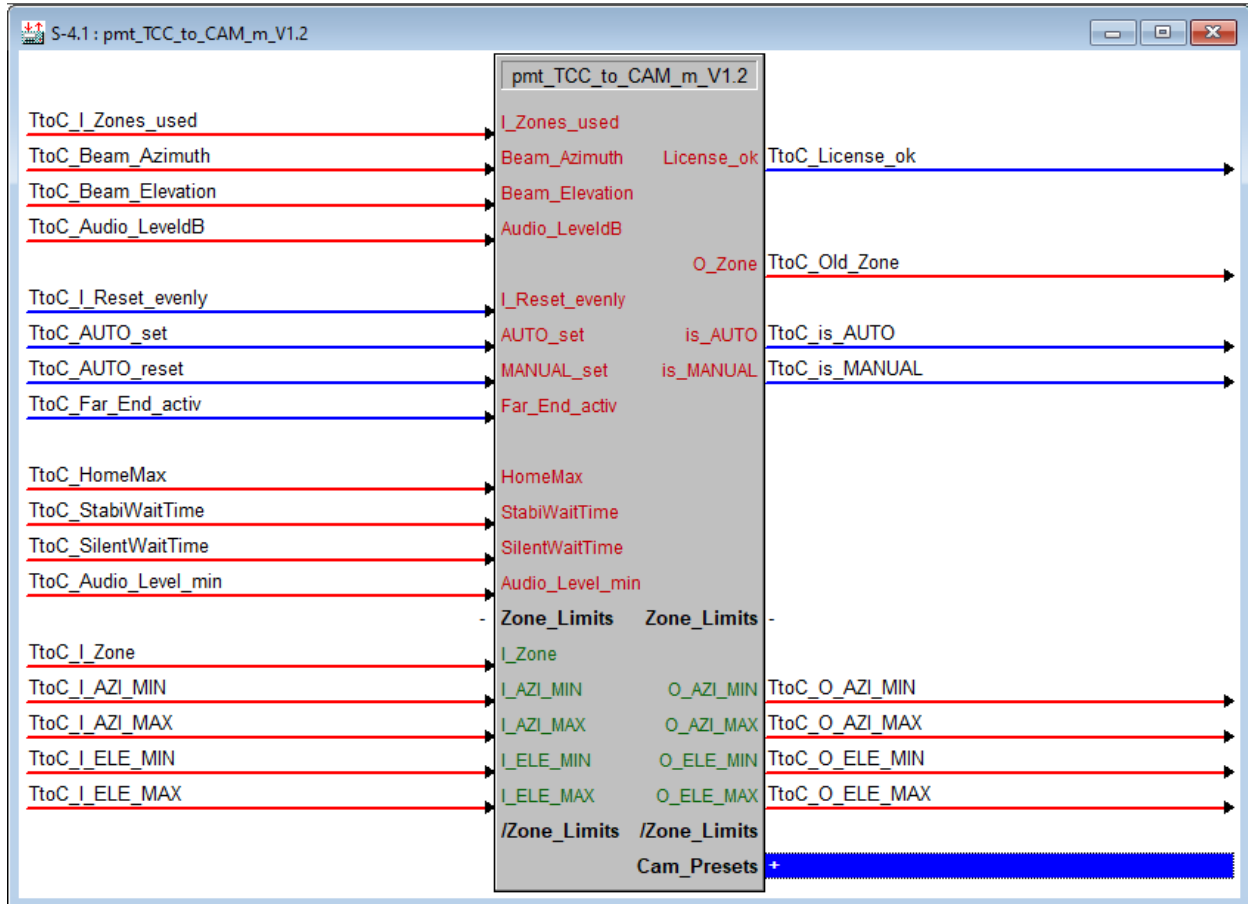 S-4.1 : pmt_TCC_to_CAM_m_V1.2
pmt_TCC_to_CAM_m_V1.2
TtoC_I_Zones_used I_Zones_used
TtoC_Beam_Azimuth Beam_Azimuth License_ok TtoC_License_ok
TtoC_Beam_Elevation Beam_Elevation
TtoC_Audio_LeveldB Audio_LeveldB
O_Zone TtoC_Old_Zone
TtoC_I_Reset_evenly I_Reset_evenly
TtoC_AUTO_set AUTO_set is_AUTO TtoC_is_AUTO
TtoC_AUTO_reset MANUAL_set is_MANUAL TtoC_is_MANUAL
TtoC_Far_End_activ Far_End_activ
TtoC_HomeMax HomeMax
TtoC_StabiWaitTime StabiWaitTime
TtoC_SilentWaitTime SilentWaitTime
TtoC_Audio_Level_min Audio_Level_min
- Zone_Limits Zone_Limits -
TtoC_I_Zone I_Zone
TtoC_I_AZI_MIN I_AZI_MIN O_AZI_MIN TtoC_O_AZI_MIN
TtoC_I_AZI_MAX I_AZI_MAX O_AZI_MAX TtoC_O_AZI_MAX
TtoC_I_ELE_MIN I_ELE_MIN O_ELE_MIN TtoC_O_ELE_MIN
TtoC_I_ELE_MAX I_ELE_MAX O_ELE_MAX TtoC_O_ELE_MAX
/Zone_Limits /Zone_Limits
Cam_Presets +